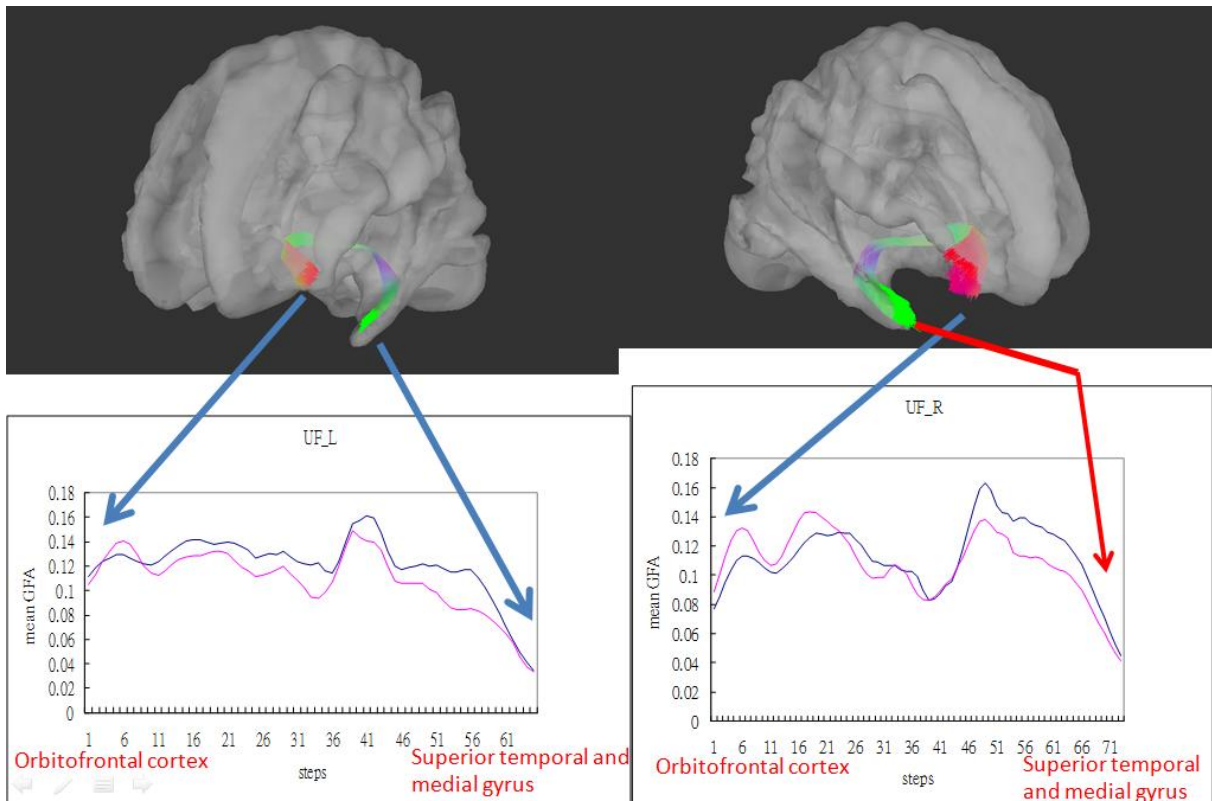 UF_L
mean GFA
0.18
0.16
0.14
0.12
0.1
0.08
0.06
0.04
0.02
0
1 6 11 16 21 26 31 36 41 46 51 56 61
steps
Orbitofrontal cortex
Superior temporal and
medial gyrus
UF_R
mean GFA
0.18
0.16
0.14
0.12
0.1
0.08
0.06
0.04
0.02
0
1 6 11 16 21 26 31 36 41 46 51 56 61 66 71
steps
Orbitofrontal cortex
Superior temporal
and medial gyrus